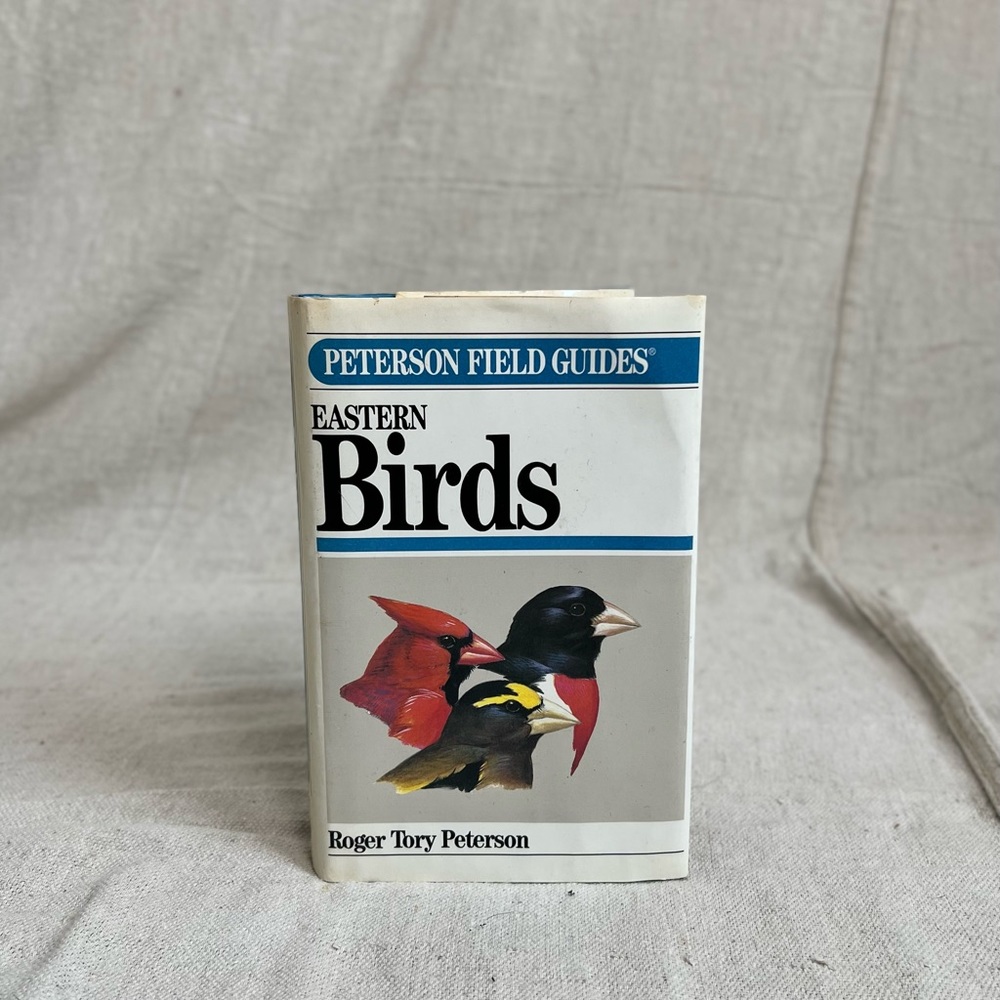 PETERSON FIELD GUIDES®
EASTERN
Birds
Roger Tory Peterson